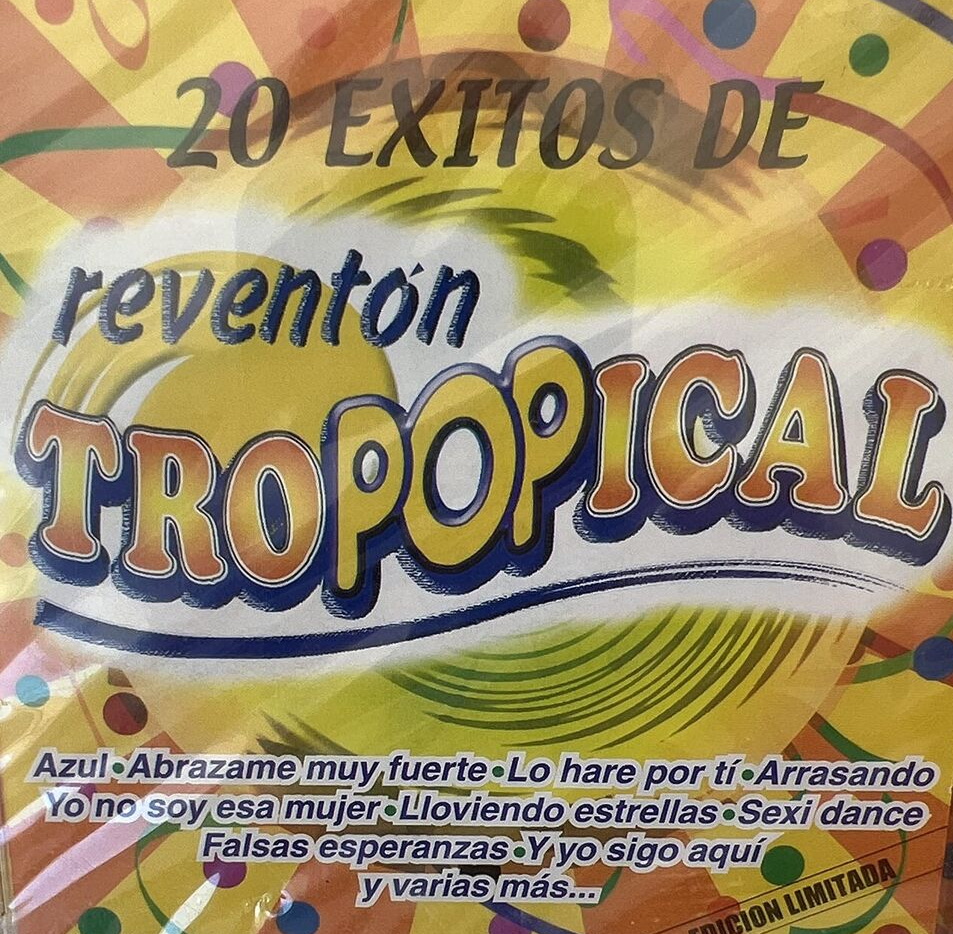 20 EXITOS DE
reventón
TROPOPICAL
Azul•Abrazame muy fuerte•Lo hare por tí•Arrasando
Yo no soy esa mujer•Lloviendo estrellas•Sexi dance
Falsas esperanzas•Y yo sigo aquí
y varias más...
EDICION LIMITADA